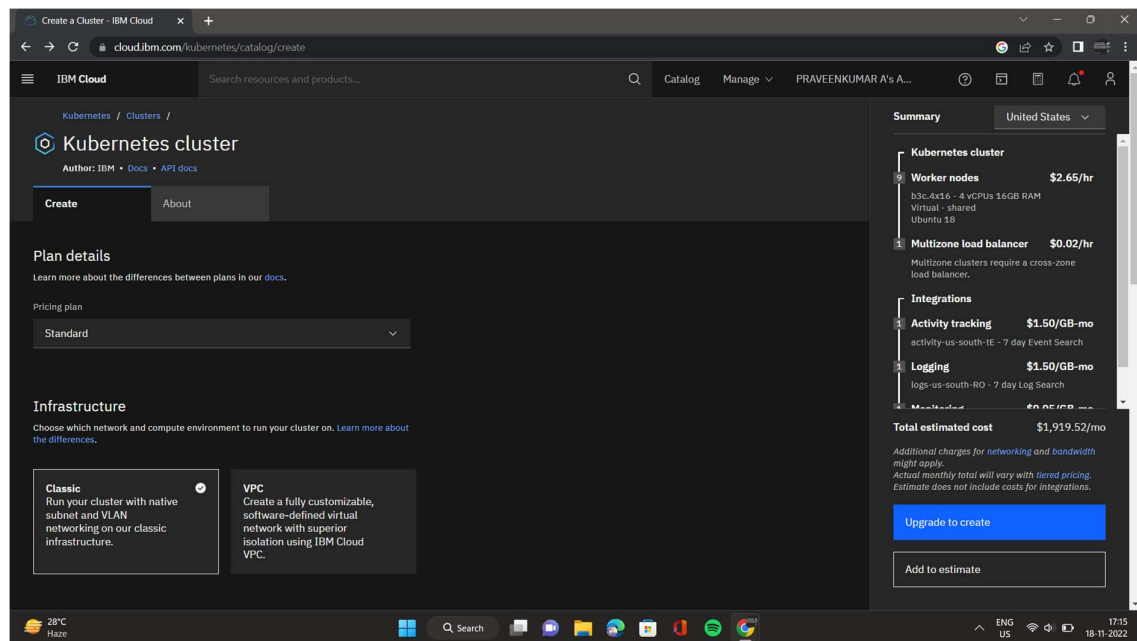 Create a Cluster - IBM Cloud
cloud.ibm.com/kubernetes/catalog/create
IBM Cloud
Search resources and products...
Catalog
Manage
PRAVEENKUMAR A's A...
Kubernetes / Clusters /
Kubernetes cluster
Author: IBM • Docs • API docs
Create
About
Plan details
Learn more about the differences between plans in our docs.
Pricing plan
Standard
Infrastructure
Choose which network and compute environment to run your cluster on. Learn more about
the differences.
Classic
Run your cluster with native
subnet and VLAN
networking on our classic
infrastructure.
VPC
Create a fully customizable,
software-defined virtual
network with superior
isolation using IBM Cloud
VPC.
Summary
United States
Kubernetes cluster
9 Worker nodes $2.65/hr
b3c.4x16 - 4 vCPUs 16GB RAM
Virtual - shared
Ubuntu 18
1 Multizone load balancer $0.02/hr
Multizone clusters require a cross-zone
load balancer.
Integrations
1 Activity tracking $1.50/GB-mo
activity-us-south-tE - 7 day Event Search
1 Logging $1.50/GB-mo
logs-us-south-RO - 7 day Log Search
Total estimated cost $1,919.52/mo
Additional charges for networking and bandwidth
might apply.
Actual monthly total will vary with tiered pricing.
Estimate does not include costs for integrations.
Upgrade to create
Add to estimate
28°C
Haze
Search
ENG
US
17:15
18-11-2022